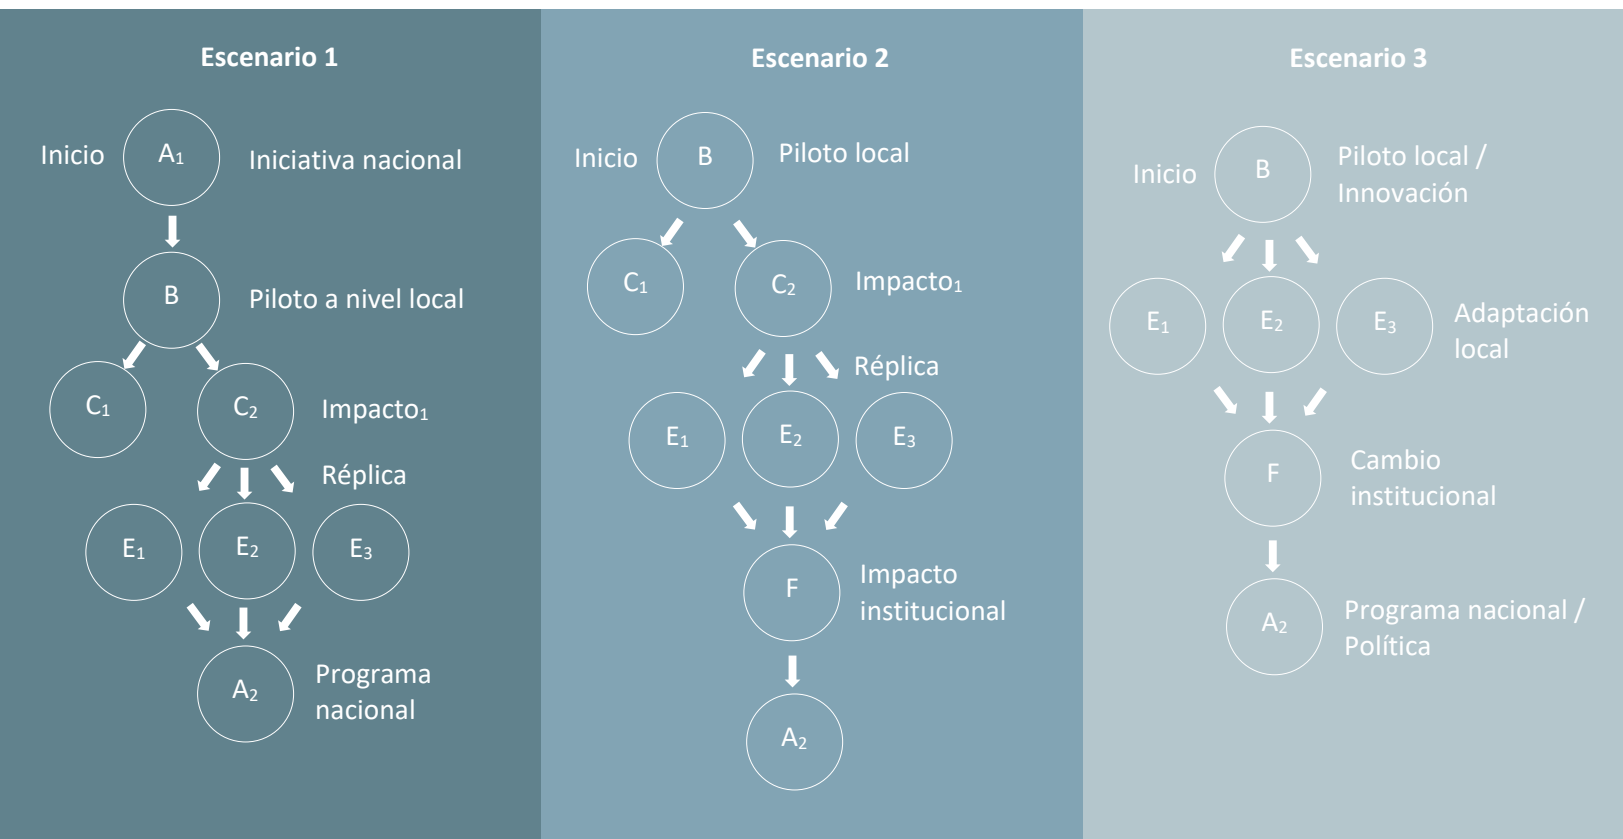 Escenario 1
Inicio
A₁
Iniciativa nacional
B
Piloto a nivel local
C₁
C₂
Impacto₁
Réplica
E₁
E₂
E₃
A₂
Programa
nacional
Escenario 2
Inicio
B
Piloto local
C₁
C₂
Impacto₁
Réplica
E₁
E₂
E₃
F
Impacto
institucional
A₂
Escenario 3
Inicio
B
Piloto local /
Innovación
E₁
E₂
E₃
Adaptación
local
F
Cambio
institucional
A₂
Programa nacional /
Política